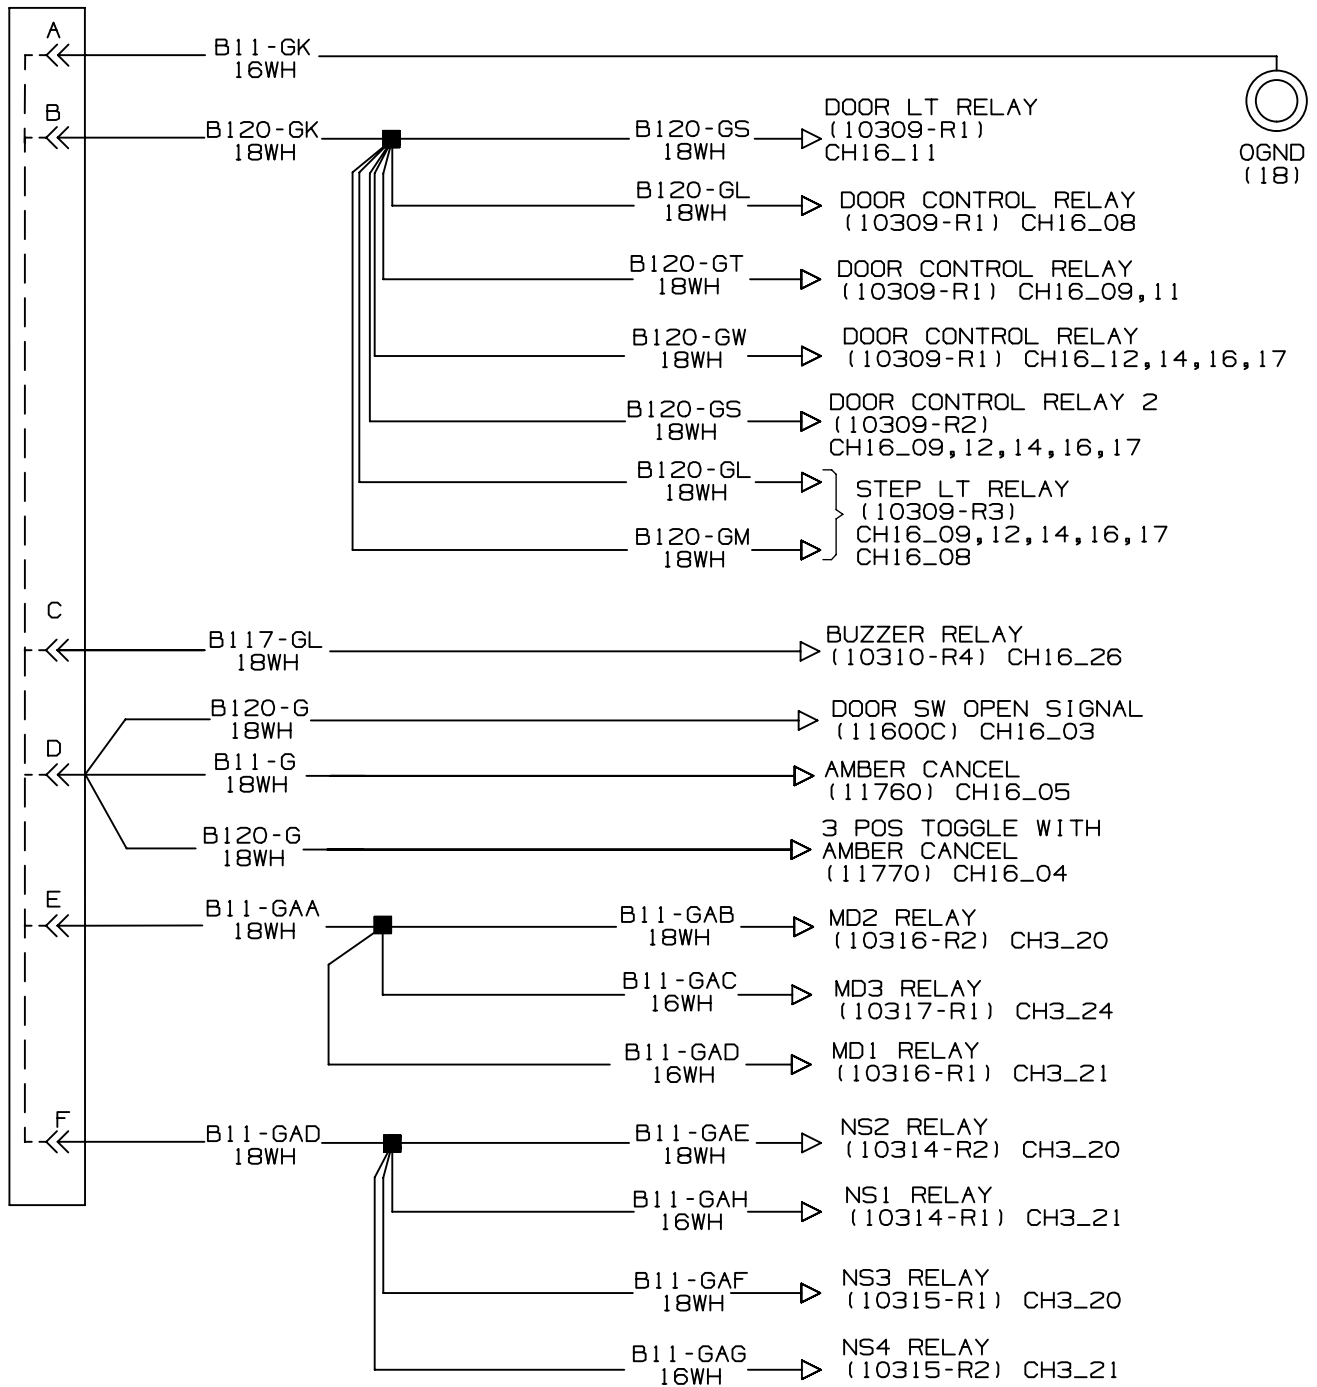 A
B11-GK
16WH
OGND
(18)
B
B120-GK
18WH
B120-GS
18WH
DOOR LT RELAY
(10309-R1)
CH16_11
B120-GL
18WH
DOOR CONTROL RELAY
(10309-R1) CH16_08
B120-GT
18WH
DOOR CONTROL RELAY
(10309-R1) CH16_09,11
B120-GW
18WH
DOOR CONTROL RELAY
(10309-R1) CH16_12,14,16,17
B120-GS
18WH
DOOR CONTROL RELAY 2
(10309-R2)
CH16_09,12,14,16,17
B120-GL
18WH
B120-GM
18WH
STEP LT RELAY
(10309-R3)
CH16_09,12,14,16,17
CH16_08
C
B117-GL
18WH
BUZZER RELAY
(10310-R4) CH16_26
D
B120-G
18WH
DOOR SW OPEN SIGNAL
(11600C) CH16_03
B11-G
18WH
AMBER CANCEL
(11760) CH16_05
B120-G
18WH
3 POS TOGGLE WITH
AMBER CANCEL
(11770) CH16_04
E
B11-GAA
18WH
B11-GAB
18WH
MD2 RELAY
(10316-R2) CH3_20
B11-GAC
16WH
MD3 RELAY
(10317-R1) CH3_24
B11-GAD
16WH
MD1 RELAY
(10316-R1) CH3_21
F
B11-GAD
18WH
B11-GAE
18WH
NS2 RELAY
(10314-R2) CH3_20
B11-GAH
16WH
NS1 RELAY
(10314-R1) CH3_21
B11-GAF
18WH
NS3 RELAY
(10315-R1) CH3_20
B11-GAG
16WH
NS4 RELAY
(10315-R2) CH3_21